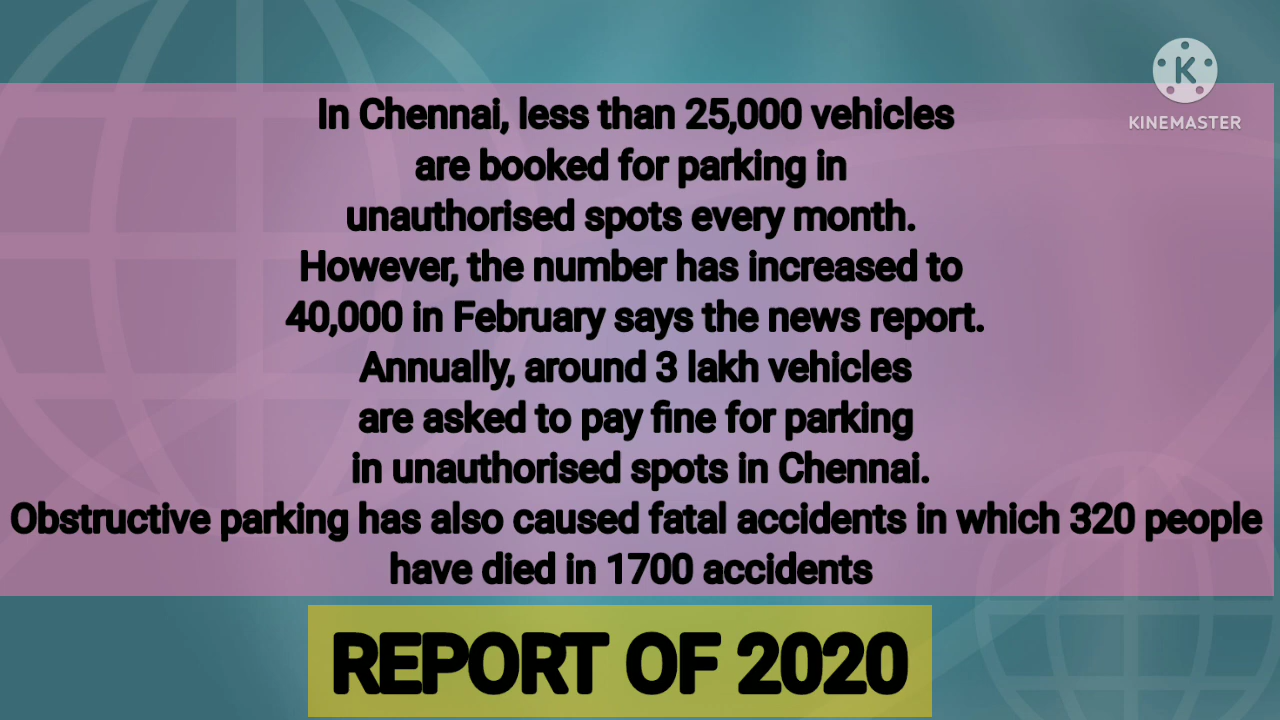 KINEMASTER
In Chennai, less than 25,000 vehicles
are booked for parking in
unauthorised spots every month.
However, the number has increased to
40,000 in February says the news report.
Annually, around 3 lakh vehicles
are asked to pay fine for parking
in unauthorised spots in Chennai.
Obstructive parking has also caused fatal accidents in which 320 people
have died in 1700 accidents
REPORT OF 2020